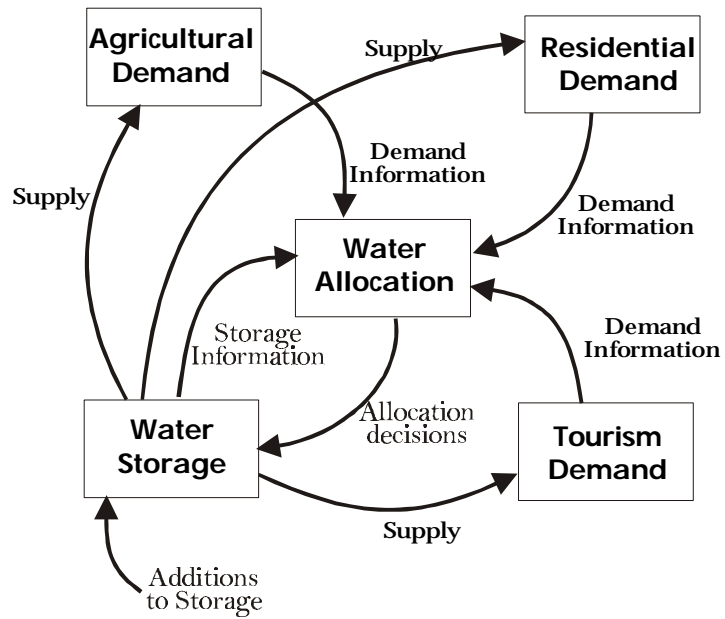 Agricultural
Demand
Supply
Residential
Demand
Demand
Information
Supply
Demand
Information
Water
Allocation
Storage
Information
Demand
Information
Allocation
decisions
Water
Storage
Tourism
Demand
Supply
Additions
to Storage